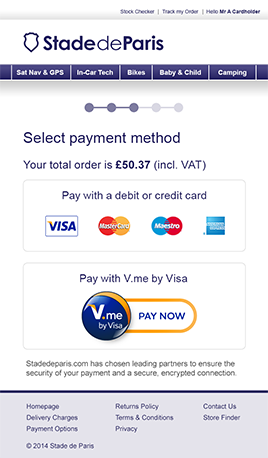 Stock Checker | Track my Order | Hello Mr A Cardholder
Stade de Paris
Sat Nav & GPS | In-Car Tech | Bikes | Baby & Child | Camping
Select payment method
Your total order is £50.37 (incl. VAT)
Pay with a debit or credit card
VISA MasterCard Maestro AMERICAN EXPRESS
Pay with V.me by Visa
V.me
by Visa
PAY NOW
Stadedeparis.com has chosen leading partners to ensure the
security of your payment and a secure, encrypted connection.
Homepage Returns Policy Contact Us
Delivery Charges Terms & Conditions Store Finder
Payment Options Privacy
© 2014 Stade de Paris